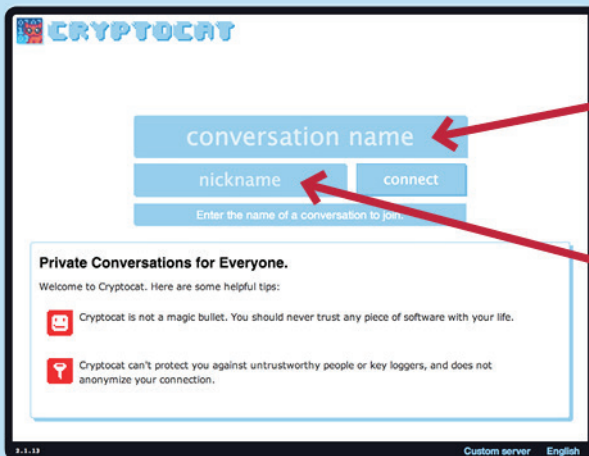 CRYPTOCAT
conversation name
nickname
connect
Enter the name of a conversation to join.
Private Conversations for Everyone.
Welcome to Cryptocat. Here are some helpful tips:
Cryptocat is not a magic bullet. You should never trust any piece of software with your life.
Cryptocat can't protect you against untrustworthy people or key loggers, and does not
anonymize your connection.
2.1.12 Custom server English